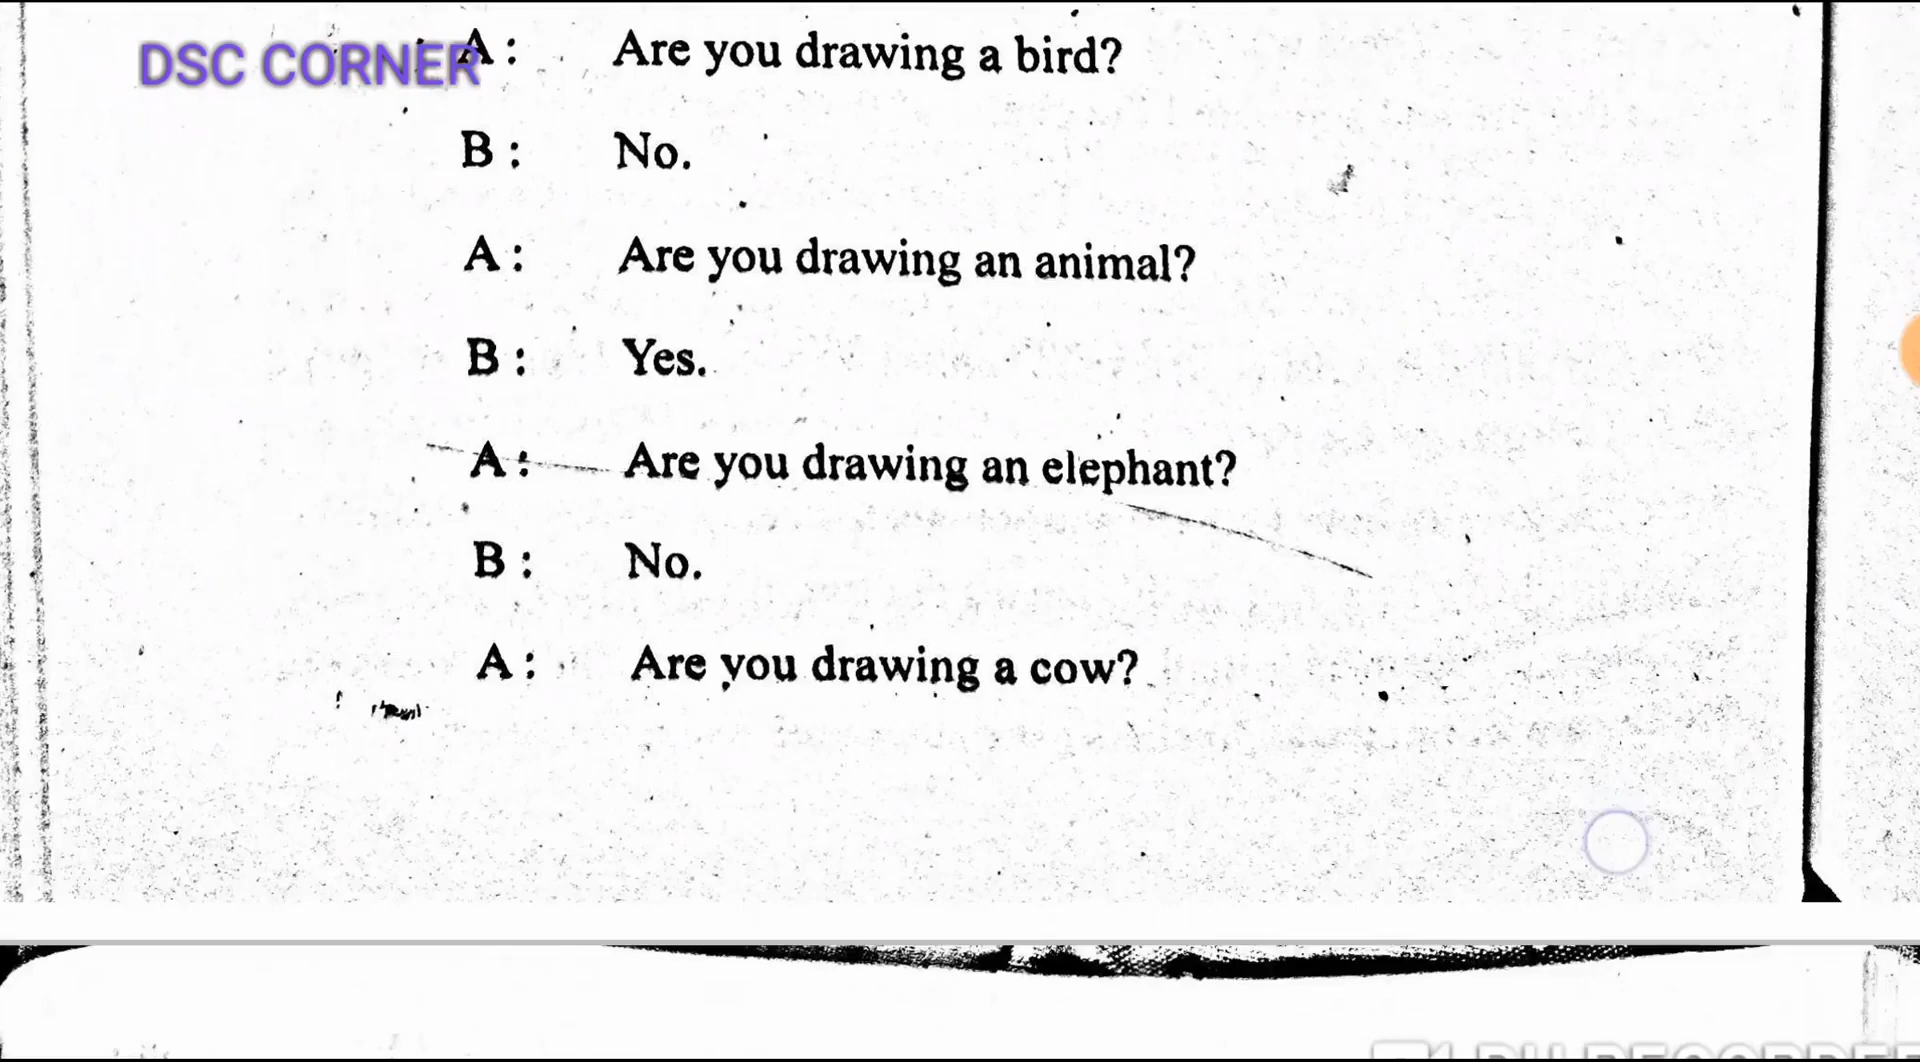 DSC CORNER
A : Are you drawing a bird?
B : No.
A : Are you drawing an animal?
B : Yes.
A : Are you drawing an elephant?
B : No.
A : Are you drawing a cow?